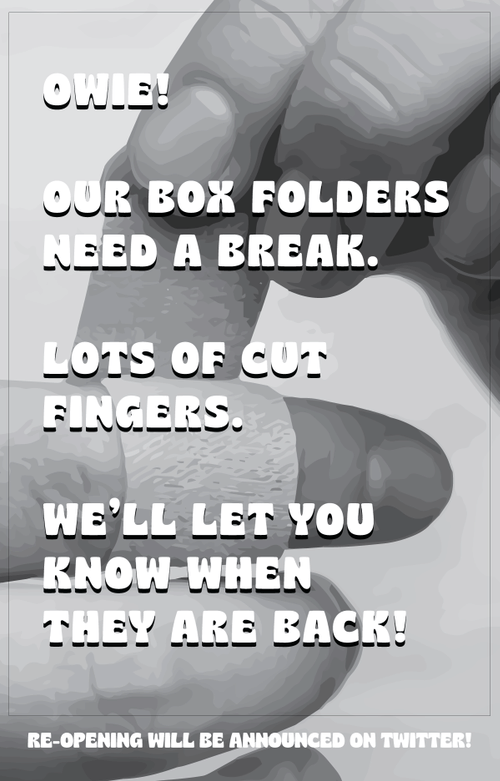 OWIE!
OUR BOX FOLDERS
NEED A BREAK.
LOTS OF CUT
FINGERS.
WE'LL LET YOU
KNOW WHEN
THEY ARE BACK!
RE-OPENING WILL BE ANNOUNCED ON TWITTER!